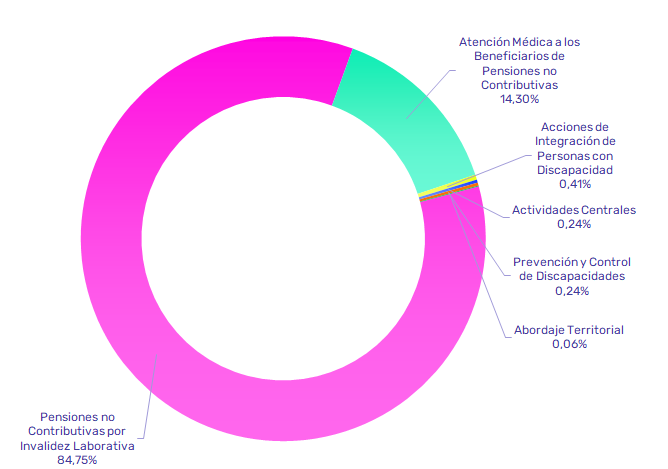 Atención Médica a los
Beneficiarios de
Pensiones no
Contributivas
14,30%
Acciones de
Integración de
Personas con
Discapacidad
0,41%
Actividades Centrales
0,24%
Prevención y Control
de Discapacidades
0,24%
Abordaje Territorial
0,06%
Pensiones no
Contributivas por
Invalidez Laborativa
84,75%